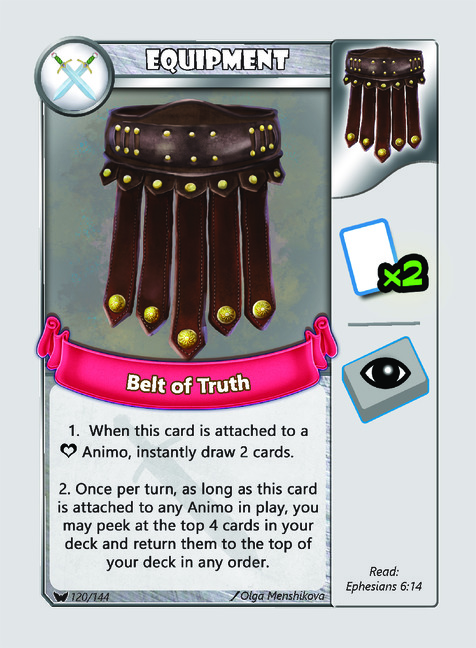 EQUIPMENT
x2
Belt of Truth
1. When this card is attached to a
Animo, instantly draw 2 cards.
2. Once per turn, as long as this card
is attached to any Animo in play, you
may peek at the top 4 cards in your
deck and return them to the top of
your deck in any order.
120/144
Olga Menshikova
Read:
Ephesians 6:14